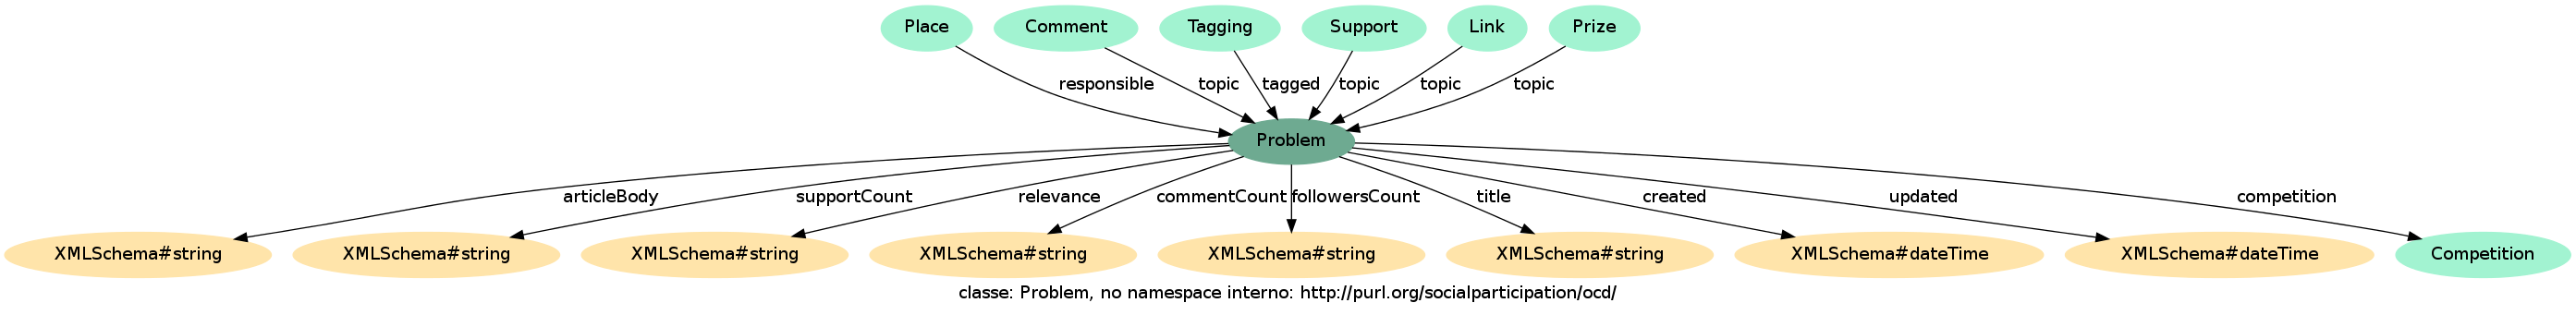 Place Comment Tagging Support Link Prize
responsible topic tagged topic topic topic
Problem
articleBody supportCount relevance commentCount followersCount title created updated competition
XMLSchema#string XMLSchema#string XMLSchema#string XMLSchema#string XMLSchema#string XMLSchema#string XMLSchema#dateTime XMLSchema#dateTime Competition
classe: Problem, no namespace interno: http://purl.org/socialparticipation/ocd/